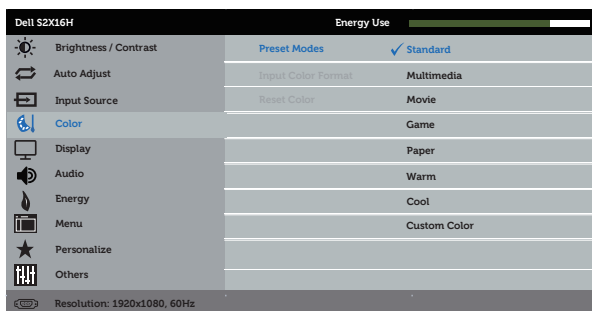 Dell S2X16H Energy Use
Brightness / Contrast Preset Modes Standard
Auto Adjust Input Color Format Multimedia
Input Source Reset Color Movie
Color Game
Display Paper
Audio Warm
Energy Cool
Menu Custom Color
Personalize
Others
Resolution: 1920x1080, 60Hz